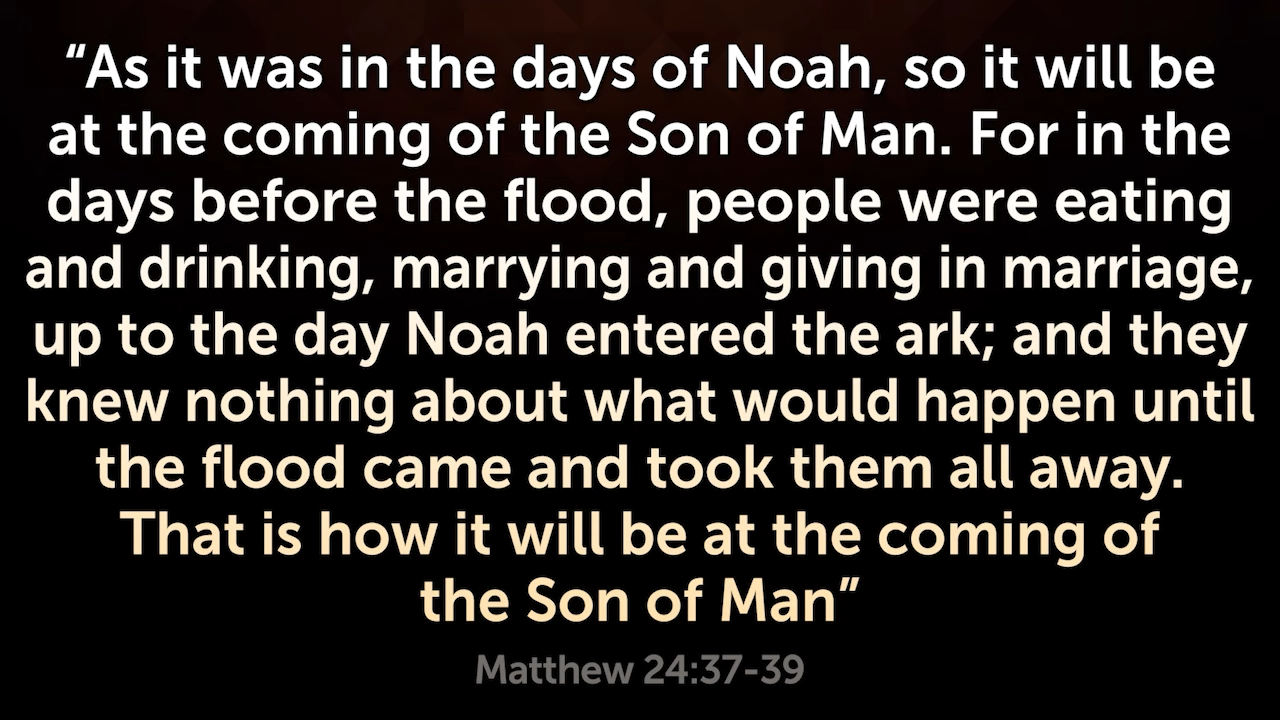 “As it was in the days of Noah, so it will be
at the coming of the Son of Man. For in the
days before the flood, people were eating
and drinking, marrying and giving in marriage,
up to the day Noah entered the ark; and they
knew nothing about what would happen until
the flood came and took them all away.
That is how it will be at the coming of
the Son of Man”
Matthew 24:37-39